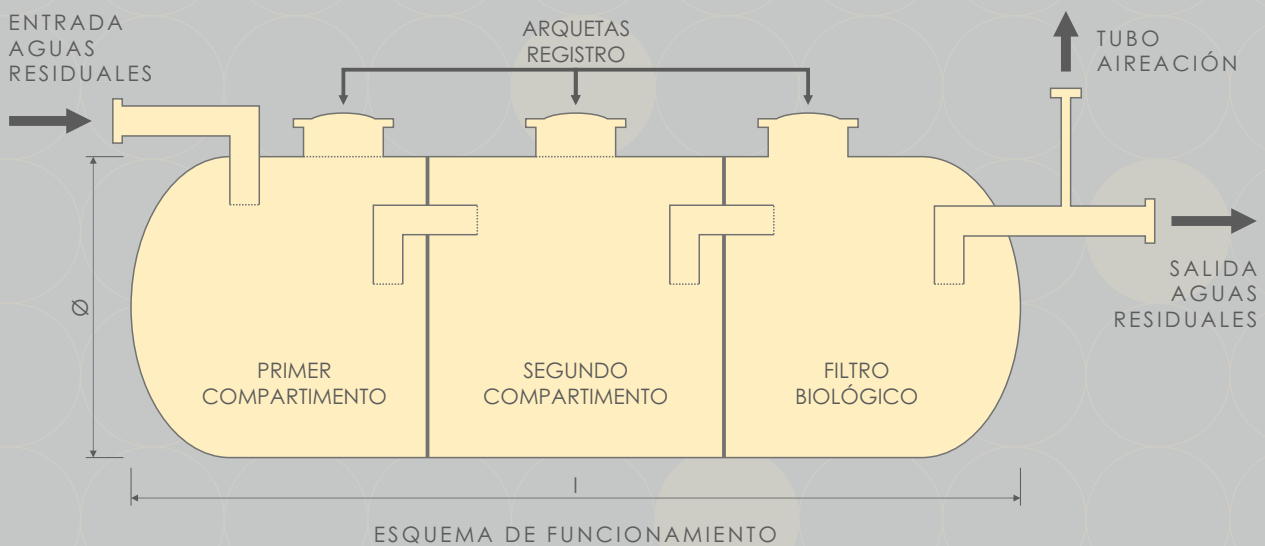 ENTRADA
AGUAS
RESIDUALES
ARQUETAS
REGISTRO
TUBO
AIREACIÓN
SALIDA
AGUAS
RESIDUALES
Ø
PRIMER
COMPARTIMENTO
SEGUNDO
COMPARTIMENTO
FILTRO
BIOLÓGICO
l
ESQUEMA DE FUNCIONAMIENTO